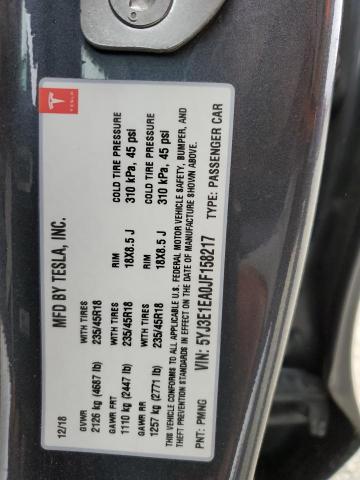 TESLA
MFD BY TESLA, INC.
12/18
GVWR WITH TIRES RIM COLD TIRE PRESSURE
2126 kg (4687 lb) 235/45R18 18X8.5 J 310 kPa, 45 psi
GAWR FRT WITH TIRES RIM COLD TIRE PRESSURE
1110 kg (2447 lb) 235/45R18 18X8.5 J 310 kPa, 45 psi
GAWR RR
1257 kg (2771 lb) 235/45R18
THIS VEHICLE CONFORMS TO ALL APPLICABLE U.S. FEDERAL MOTOR VEHICLE SAFETY, BUMPER, AND
THEFT PREVENTION STANDARDS IN EFFECT ON THE DATE OF MANUFACTURE SHOWN ABOVE.
VIN: 5YJ3E1EA0JF158217 TYPE: PASSENGER CAR
PNT: PMNG